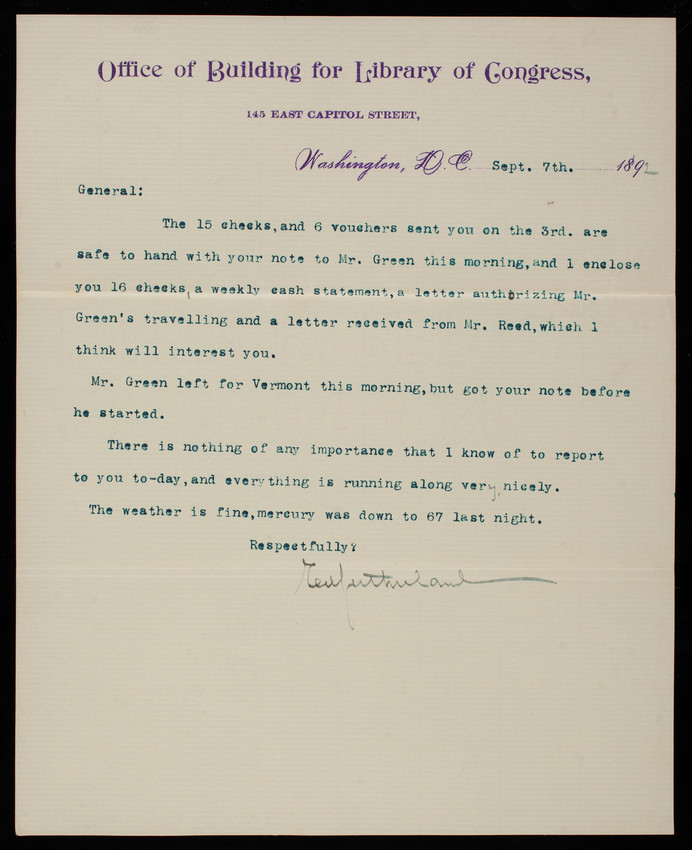 Office of Building for Library of Congress,
145 EAST CAPITOL STREET,
Washington, D.C. Sept. 7th. 1892
General:
The 15 checks,and 6 vouchers sent you on the 3rd. are
safe to hand with your note to Mr. Green this morning,and 1 enclose
you 16 checks, a weekly cash statement,a letter authorizing Mr.
Green's travelling and a letter received from Mr. Reed,which 1
think will interest you.
Mr. Green left for Vermont this morning,but got your note before
he started.
There is nothing of any importance that 1 know of to report
to you to-day,and everything is running along very, nicely.
The weather is fine,mercury was down to 67 last night.
Respectfully?